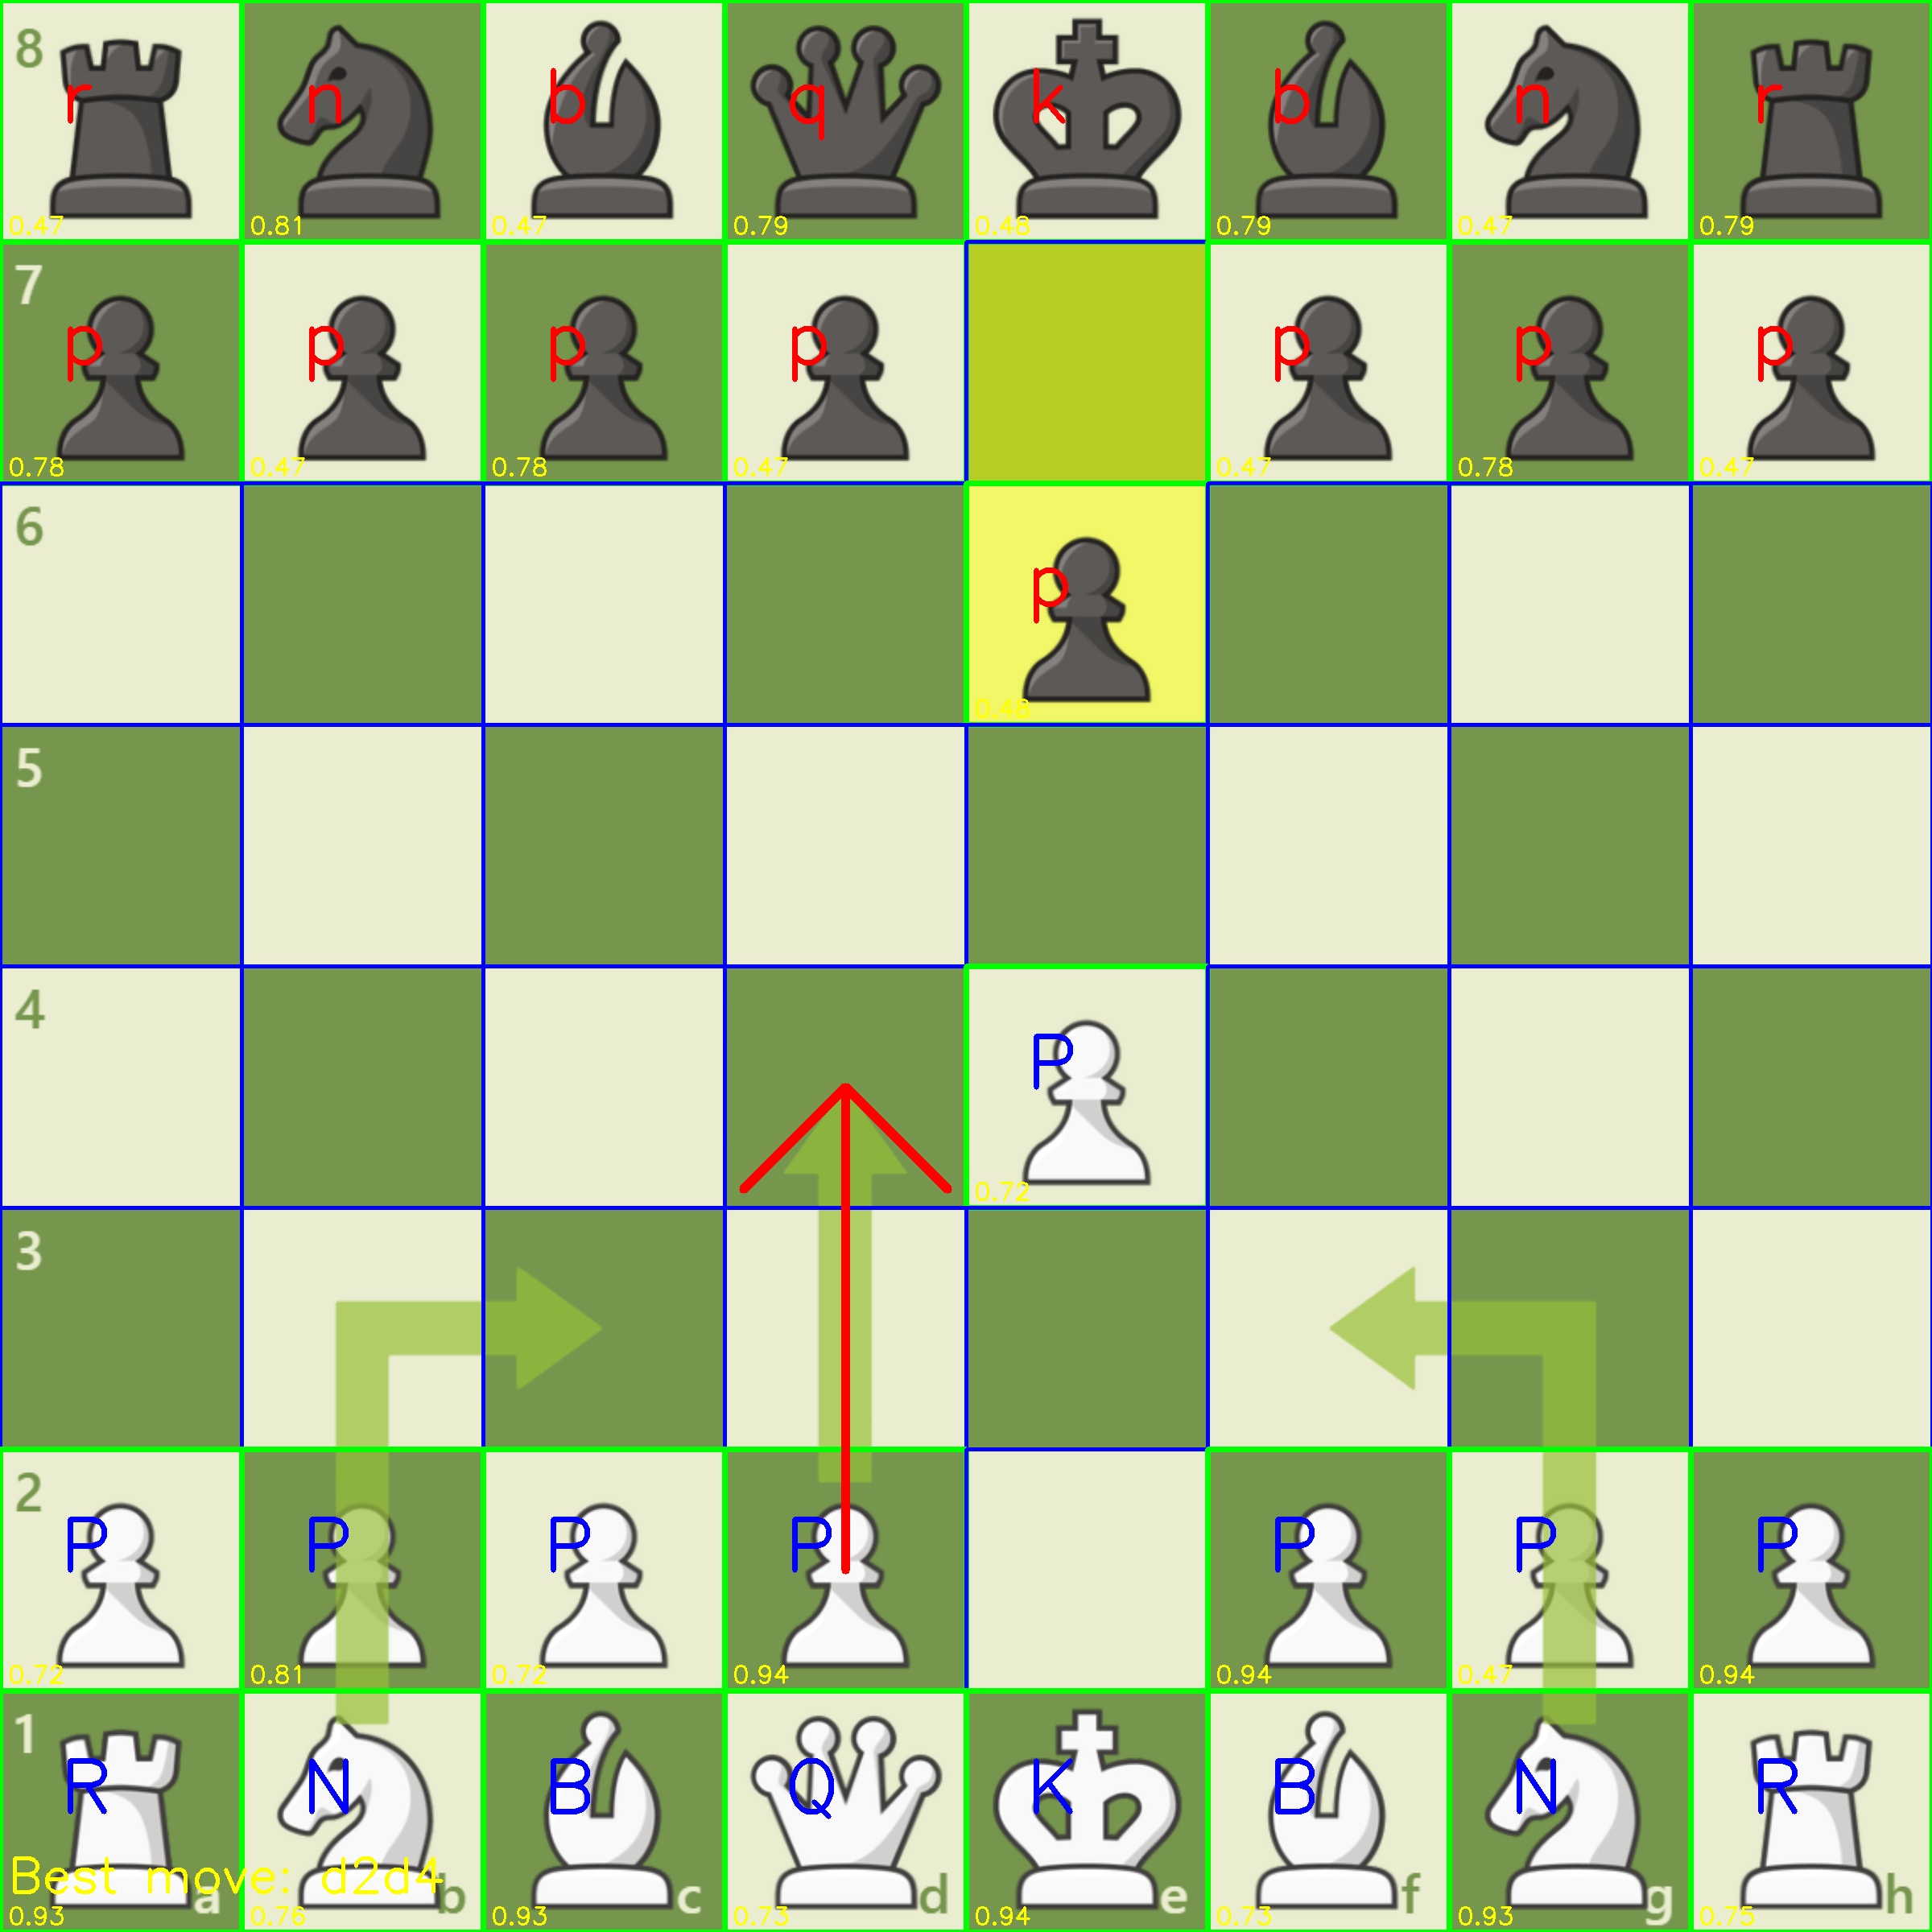 8 r n b q k b n r
0.47 0.81 0.47 0.79 0.48 0.79 0.47 0.79
7
p p p p p p p
0.78 0.47 0.78 0.47 0.47 0.78 0.47
6
p
0.48
5
4
P
0.72
3
2
P P P P P P P
0.72 0.81 0.72 0.94 0.94 0.47 0.94
1
R N B Q K B N R
Best move: d2d4
a b c d e f g h
0.93 0.76 0.93 0.73 0.94 0.73 0.93 0.75